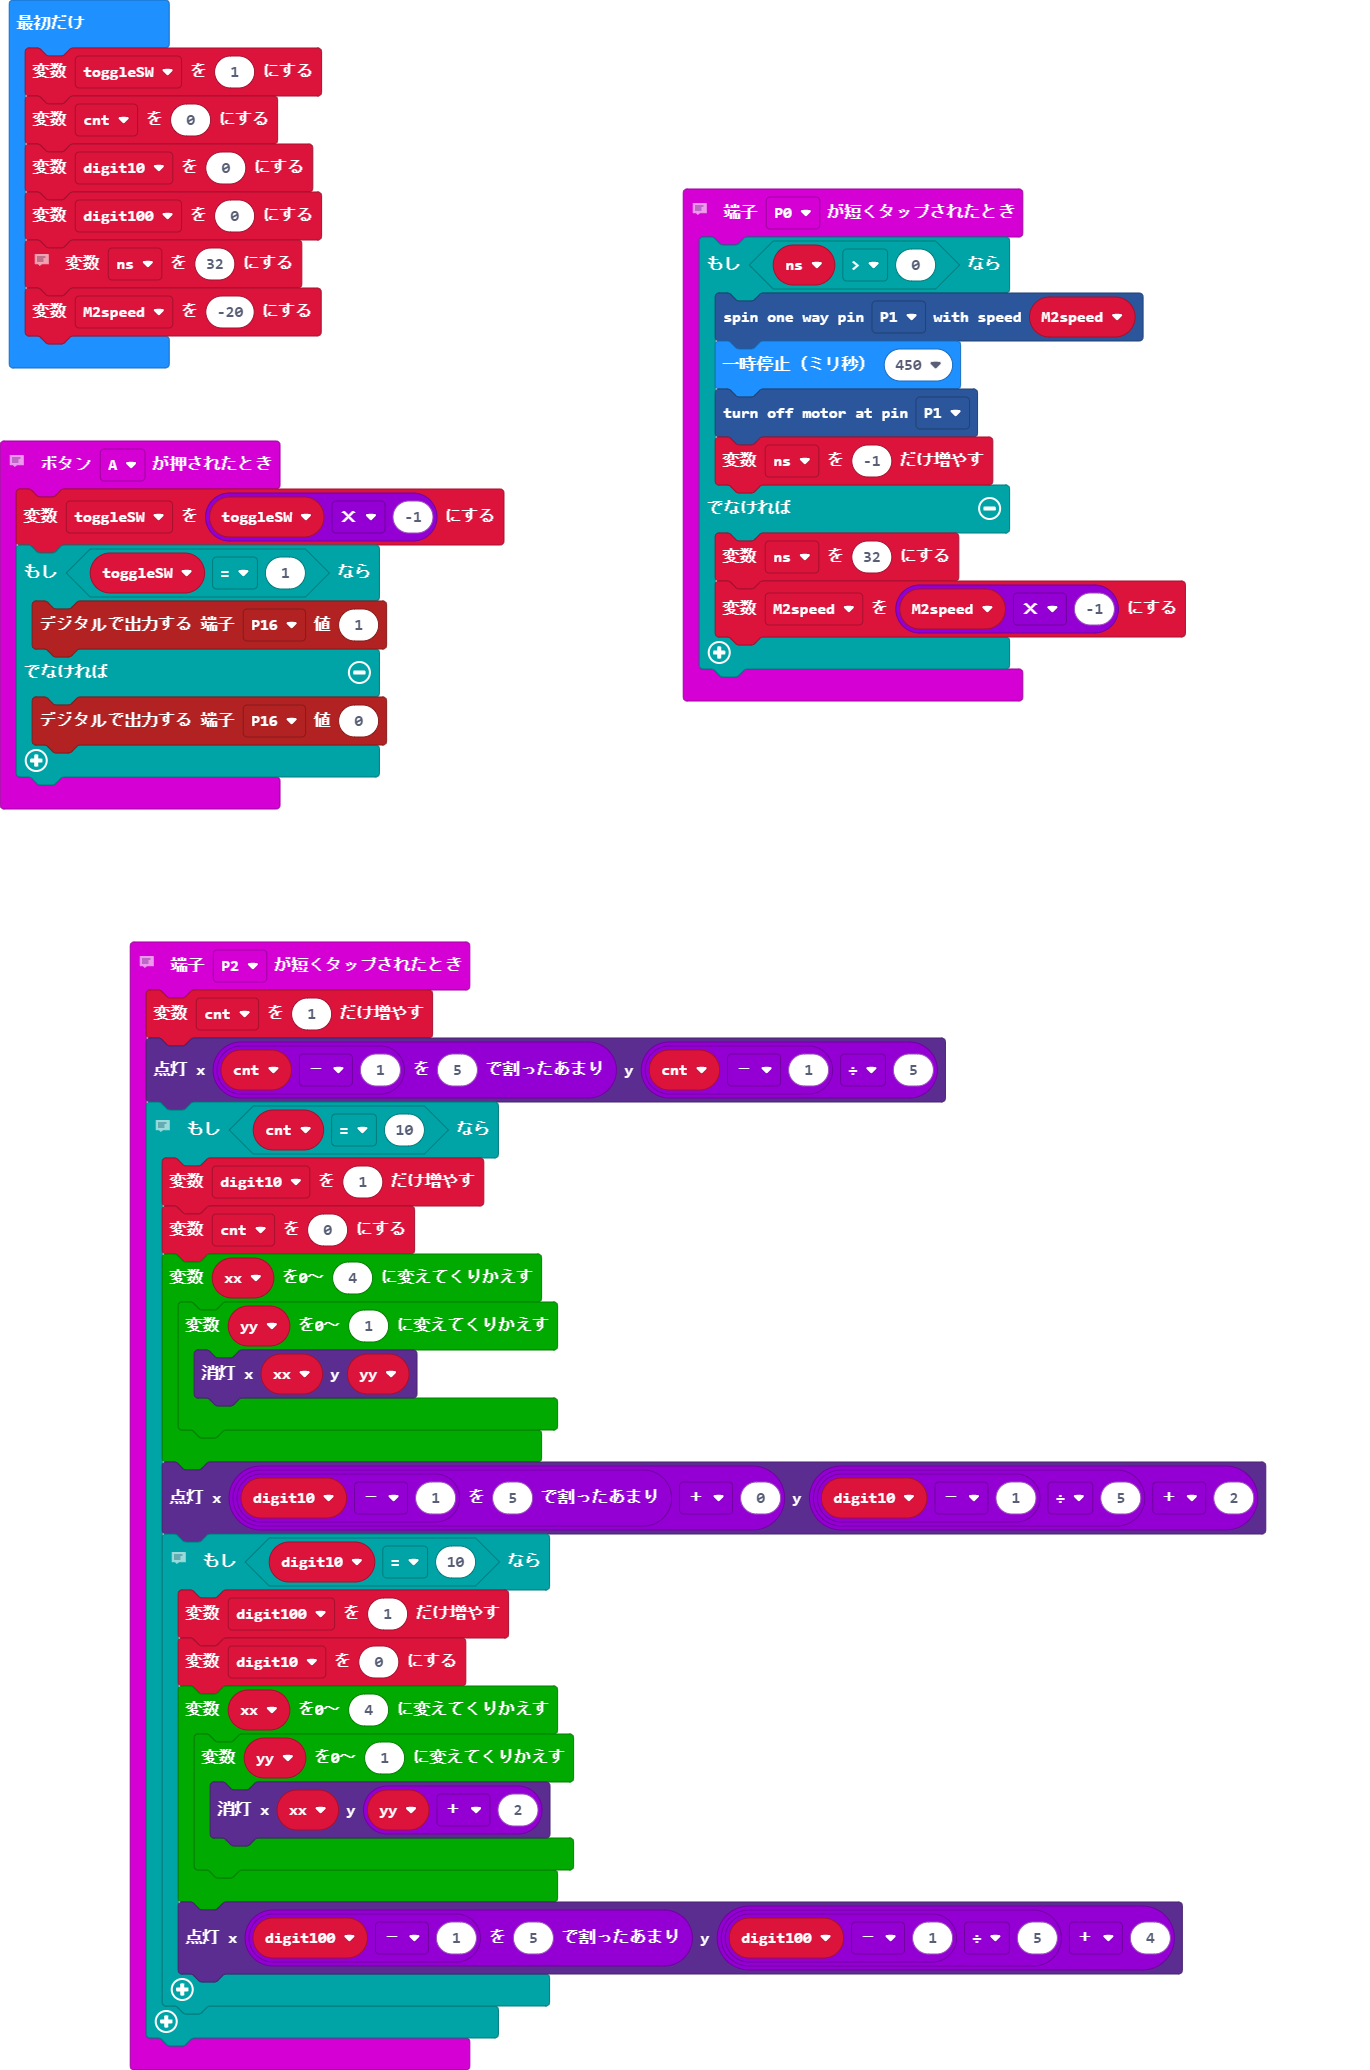 最初だけ
変数 toggleSW を 1 にする
変数 cnt を 0 にする
変数 digit10 を 0 にする
変数 digit100 を 0 にする
変数 ns を 32 にする
変数 M2speed を -20 にする
ボタン A が押されたとき
変数 toggleSW を toggleSW × -1 にする
もし toggleSW = 1 なら
デジタルで出力する 端子 P16 値 1
でなければ
デジタルで出力する 端子 P16 値 0
端子 P0 が短くタップされたとき
もし ns > 0 なら
spin one way pin P1 with speed M2speed
一時停止（ミリ秒） 450
turn off motor at pin P1
変数 ns を -1 だけ増やす
でなければ
変数 ns を 32 にする
変数 M2speed を M2speed × -1 にする
端子 P2 が短くタップされたとき
変数 cnt を 1 だけ増やす
点灯 x cnt - 1 を 5 で割ったあまり y cnt - 1 ÷ 5
もし cnt = 10 なら
変数 digit10 を 1 だけ増やす
変数 cnt を 0 にする
変数 xx を0～ 4 に変えてくりかえす
変数 yy を0～ 1 に変えてくりかえす
消灯 x xx y yy
点灯 x digit10 - 1 を 5 で割ったあまり + 0 y digit10 - 1 ÷ 5 + 2
もし digit10 = 10 なら
変数 digit100 を 1 だけ増やす
変数 digit10 を 0 にする
変数 xx を0～ 4 に変えてくりかえす
変数 yy を0～ 1 に変えてくりかえす
消灯 x xx y yy + 2
点灯 x digit100 - 1 を 5 で割ったあまり y digit100 - 1 ÷ 5 + 4